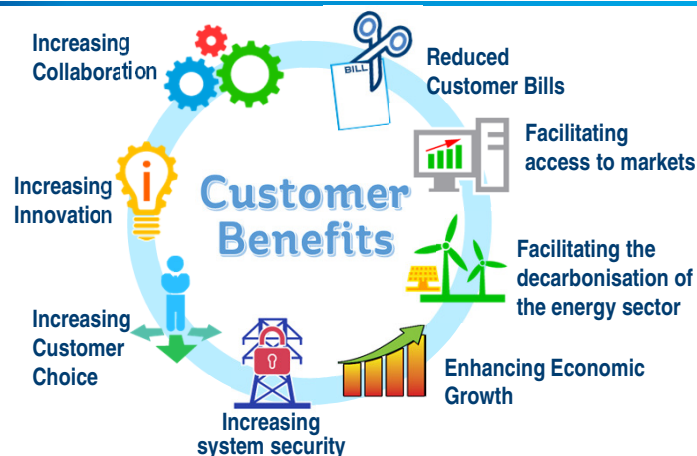 Increasing
Collaboration
BILL
Reduced
Customer Bills
Facilitating
access to markets
Increasing
Innovation
i
Customer
Benefits
Facilitating the
decarbonisation of
the energy sector
Increasing
Customer
Choice
Enhancing Economic
Growth
Increasing
system security